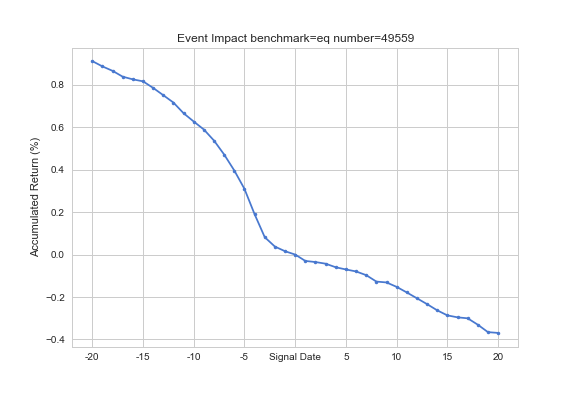 Event Impact benchmark=eq number=49559
Accumulated Return (%)
0.8
0.6
0.4
0.2
0.0
−0.2
−0.4
-20 -15 -10 -5 Signal Date 5 10 15 20